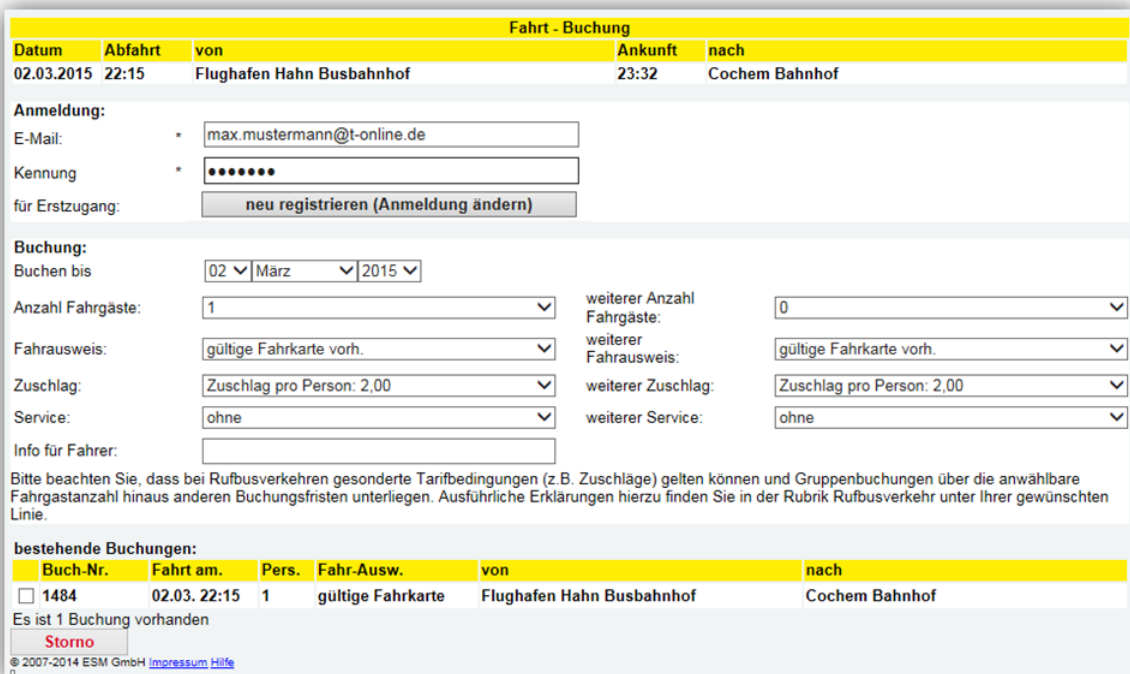 Fahrt - Buchung
Datum Abfahrt von Ankunft nach
02.03.2015 22:15 Flughafen Hahn Busbahnhof 23:32 Cochem Bahnhof
Anmeldung:
E-Mail: * max.mustermann@t-online.de
Kennung * ●●●●●●●
für Erstzugang: neu registrieren (Anmeldung ändern)
Buchung:
Buchen bis 02 März 2015
Anzahl Fahrgäste: 1 weiterer Anzahl Fahrgäste: 0
Fahrausweis: gültige Fahrkarte vorh. weiterer Fahrausweis: gültige Fahrkarte vorh.
Zuschlag: Zuschlag pro Person: 2,00 weiterer Zuschlag: Zuschlag pro Person: 2,00
Service: ohne weiterer Service: ohne
Info für Fahrer:
Bitte beachten Sie, dass bei Rufbusverkehren gesonderte Tarifbedingungen (z.B. Zuschläge) gelten können und Gruppenbuchungen über die anwählbare
Fahrgastanzahl hinaus anderen Buchungsfristen unterliegen. Ausführliche Erklärungen hierzu finden Sie in der Rubrik Rufbusverkehr unter Ihrer gewünschten
Linie.
bestehende Buchungen:
Buch-Nr. Fahrt am. Pers. Fahr-Ausw. von nach
1484 02.03. 22:15 1 gültige Fahrkarte Flughafen Hahn Busbahnhof Cochem Bahnhof
Es ist 1 Buchung vorhanden
Storno
© 2007-2014 ESM GmbH Impressum Hilfe